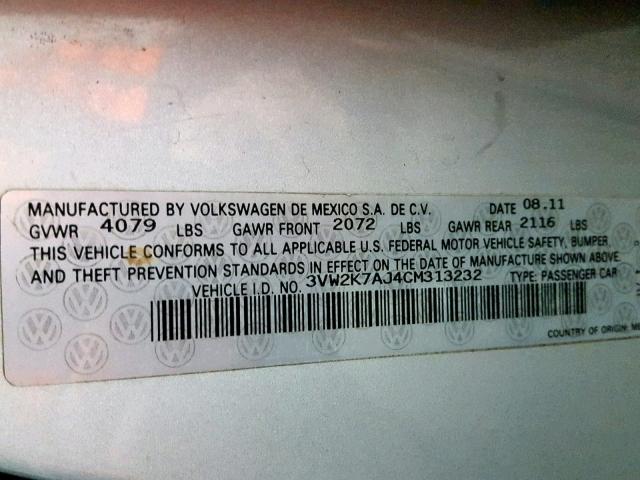 MANUFACTURED BY VOLKSWAGEN DE MEXICO S.A. DE C.V. DATE 08.11
GVWR 4079 LBS GAWR FRONT 2072 LBS GAWR REAR 2116 LBS
THIS VEHICLE CONFORMS TO ALL APPLICABLE U.S. FEDERAL MOTOR VEHICLE SAFETY, BUMPER,
AND THEFT PREVENTION STANDARDS IN EFFECT ON THE DATE OF MANUFACTURE SHOWN ABOVE.
VEHICLE I.D. NO. 3VW2K7AJ4CM313232 TYPE: PASSENGER CAR
COUNTRY OF ORIGIN: